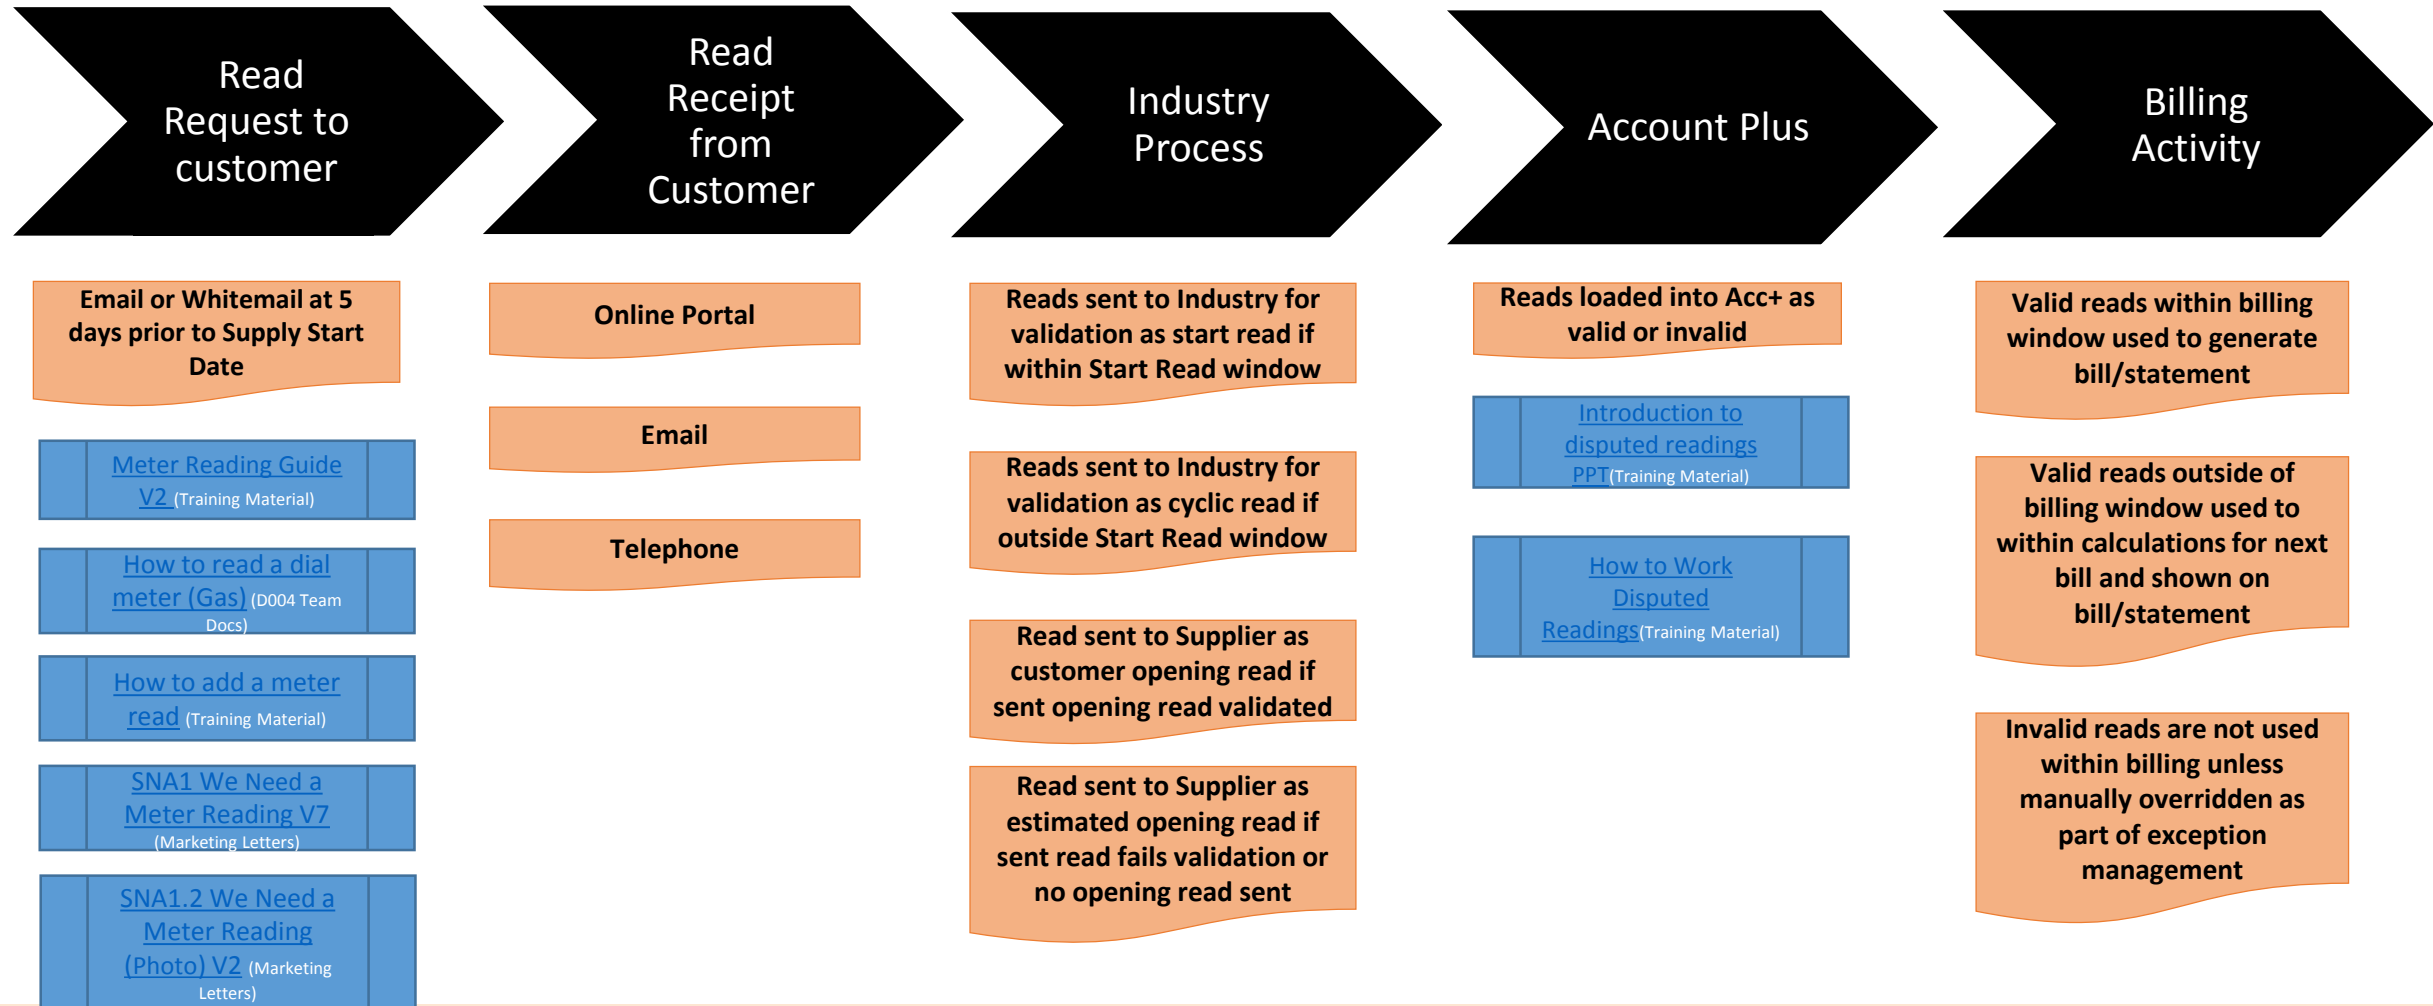 Read
Request to
customer
Read
Receipt
from
Customer
Industry
Process
Account Plus
Billing
Activity
Email or Whitemail at 5
days prior to Supply Start
Date
Meter Reading Guide
V2 (Training Material)
How to read a dial
meter (Gas) (D004 Team
Docs)
How to add a meter
read (Training Material)
SNA1 We Need a
Meter Reading V7
(Marketing Letters)
SNA1.2 We Need a
Meter Reading
(Photo) V2 (Marketing
Letters)
Online Portal
Email
Telephone
Reads sent to Industry for
validation as start read if
within Start Read window
Reads sent to Industry for
validation as cyclic read if
outside Start Read window
Read sent to Supplier as
customer opening read if
sent opening read validated
Read sent to Supplier as
estimated opening read if
sent read fails validation or
no opening read sent
Reads loaded into Acc+ as
valid or invalid
Introduction to
disputed readings
PPT(Training Material)
How to Work
Disputed
Readings(Training Material)
Valid reads within billing
window used to generate
bill/statement
Valid reads outside of
billing window used to
within calculations for next
bill and shown on
bill/statement
Invalid reads are not used
within billing unless
manually overridden as
part of exception
management